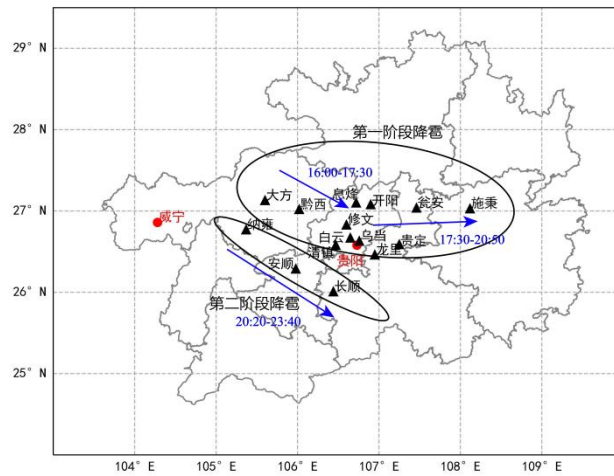 29° N
28° N
27° N
26° N
25° N
第一阶段降雹
16:00-17:30
息烽
开阳
瓮安
施秉
大方
黔西
威宁
修文
纳雍
白云
乌当
贵定
17:30-20:50
清镇
贵阳
龙里
安顺
长顺
第二阶段降雹
20:20-23:40
104° E
105° E
106° E
107° E
108° E
109° E